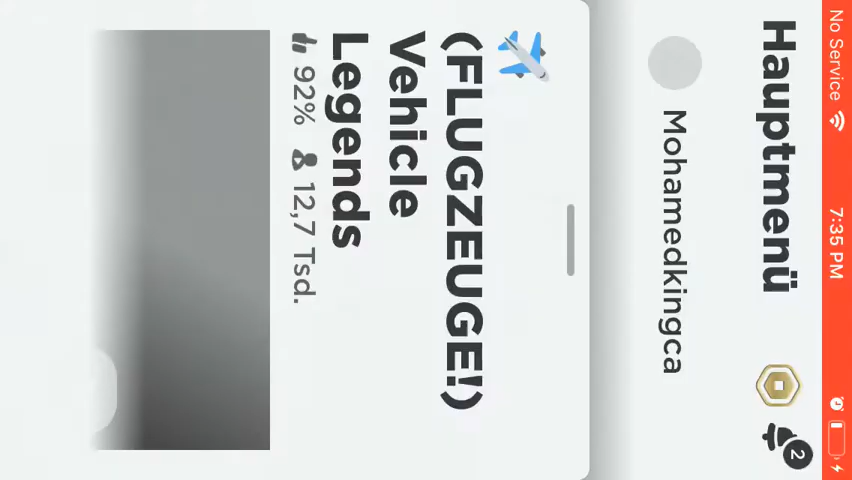 No Service 7:35 PM
Hauptmenü
2
Mohamedkingca
(FLUGZEUGE!)
Vehicle
Legends
92% 12,7 Tsd.